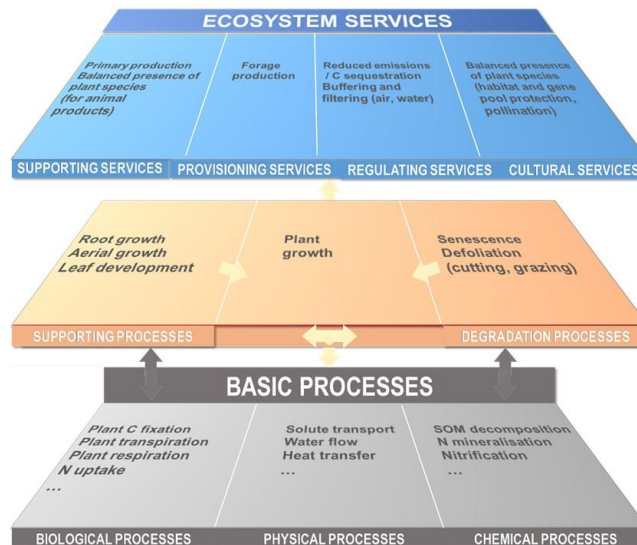 ECOSYSTEM SERVICES
Primary production
Balanced presence of
plant species
(for animal
products)
Forage
production
Reduced emissions
/ C sequestration
Buffering and
filtering (air, water)
Balanced presence
of plant species
(habitat and gene
pool protection,
pollination)
SUPPORTING SERVICES
PROVISIONING SERVICES
REGULATING SERVICES
CULTURAL SERVICES
Root growth
Aerial growth
Leaf development
Plant
growth
Senescence
Defoliation
(cutting, grazing)
SUPPORTING PROCESSES
DEGRADATION PROCESSES
BASIC PROCESSES
Plant C fixation
Plant transpiration
Plant respiration
N uptake
…
Solute transport
Water flow
Heat transfer
…
SOM decomposition
N mineralisation
Nitrification
…
BIOLOGICAL PROCESSES
PHYSICAL PROCESSES
CHEMICAL PROCESSES